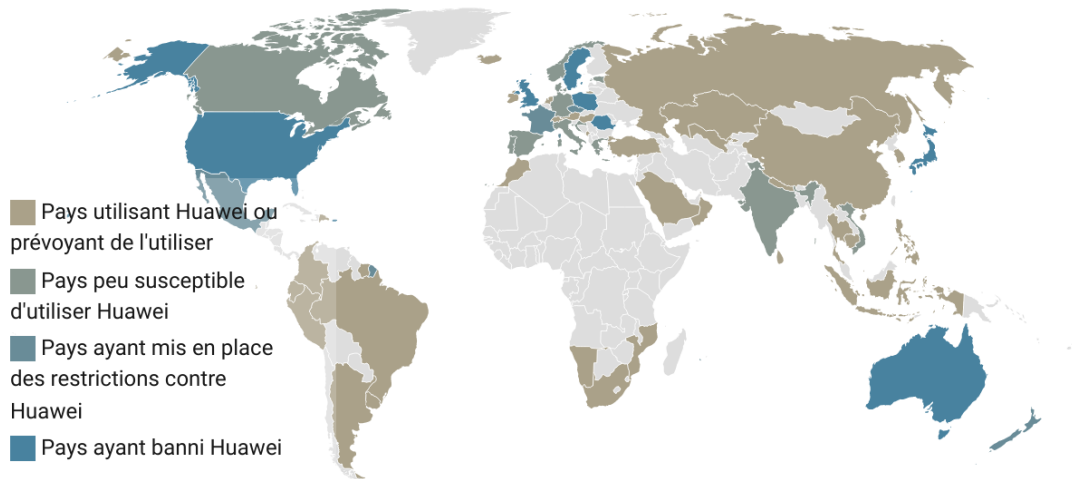 Pays utilisant Huawei ou
prévoyant de l'utiliser
Pays peu susceptible
d'utiliser Huawei
Pays ayant mis en place
des restrictions contre
Huawei
Pays ayant banni Huawei